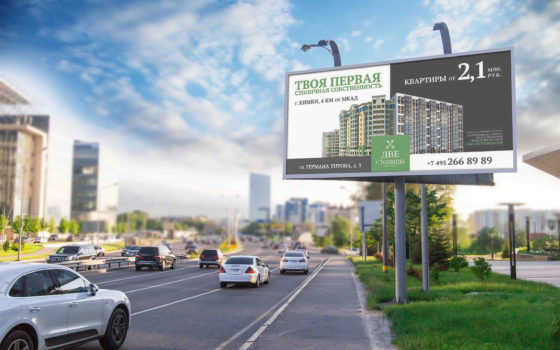 ТВОЯ ПЕРВАЯ
СТОЛИЧНАЯ СОБСТВЕННОСТЬ
г. ХИМКИ, 4 КМ от МКАД
КВАРТИРЫ от 2,1 МЛН. РУБ.
ДВЕ
СТОЛИЦЫ
ул. ГЕРМАНА ТИТОВА, д. 3
+7 495 266 89 89